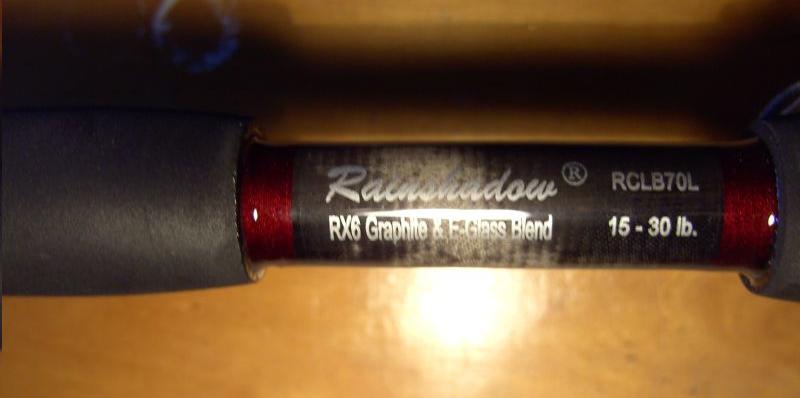 Rainshadow® RCLB70L
RX6 Graphite & E-Glass Blend 15 - 30 lb.